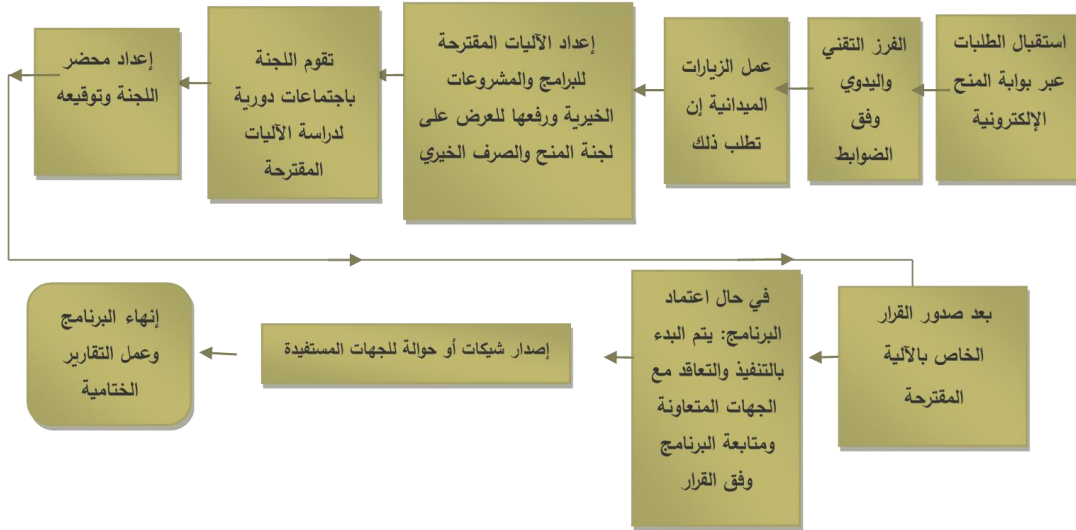 استقبال الطلبات
عبر بوابة المنح
الإلكترونية
الفرز التقني
واليدوي
وفق
الضوابط
عمل الزيارات
الميدانية إن
تطلب ذلك
إعداد الآليات المقترحة
للبرامج والمشروعات
الخيرية ورفعها للعرض على
لجنة المنح والصرف الخيري
تقوم اللجنة
باجتماعات دورية
لدراسة الآليات
المقترحة
إعداد محضر
اللجنة وتوقيعه
بعد صدور القرار
الخاص بالآلية
المقترحة
في حال اعتماد
البرنامج: يتم البدء
بالتنفيذ والتعاقد مع
الجهات المتعاونة
ومتابعة البرنامج
وفق القرار
إصدار شيكات أو حوالة للجهات المستفيدة
إنهاء البرنامج
وعمل التقارير
الختامية